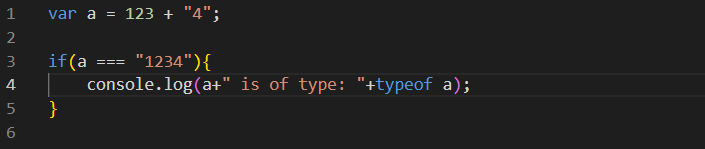 1 var a = 123 + "4";
2
3 if(a === "1234"){
4     console.log(a+" is of type: "+typeof a);
5 }
6